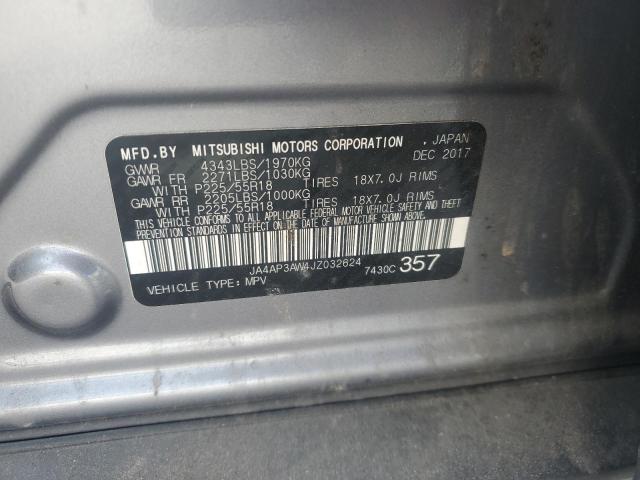 MFD.BY MITSUBISHI MOTORS CORPORATION , JAPAN
GVWR 4343LBS/1970KG DEC 2017
GAWR FR 2271LBS/1030KG
WITH P225/55R18 TIRES 18X7.0J RIMS
GAWR RR 2205LBS/1000KG
WITH P225/55R18 TIRES 18X7.0J RIMS
THIS VEHICLE CONFORMS TO ALL APPLICABLE FEDERAL MOTOR VEHICLE SAFETY AND THEFT
PREVENTION STANDARDS IN EFFECT ON THE DATE OF MANUFACTURE SHOWN ABOVE.
JA4AP3AW4JZ032624 7430C 357
VEHICLE TYPE: MPV